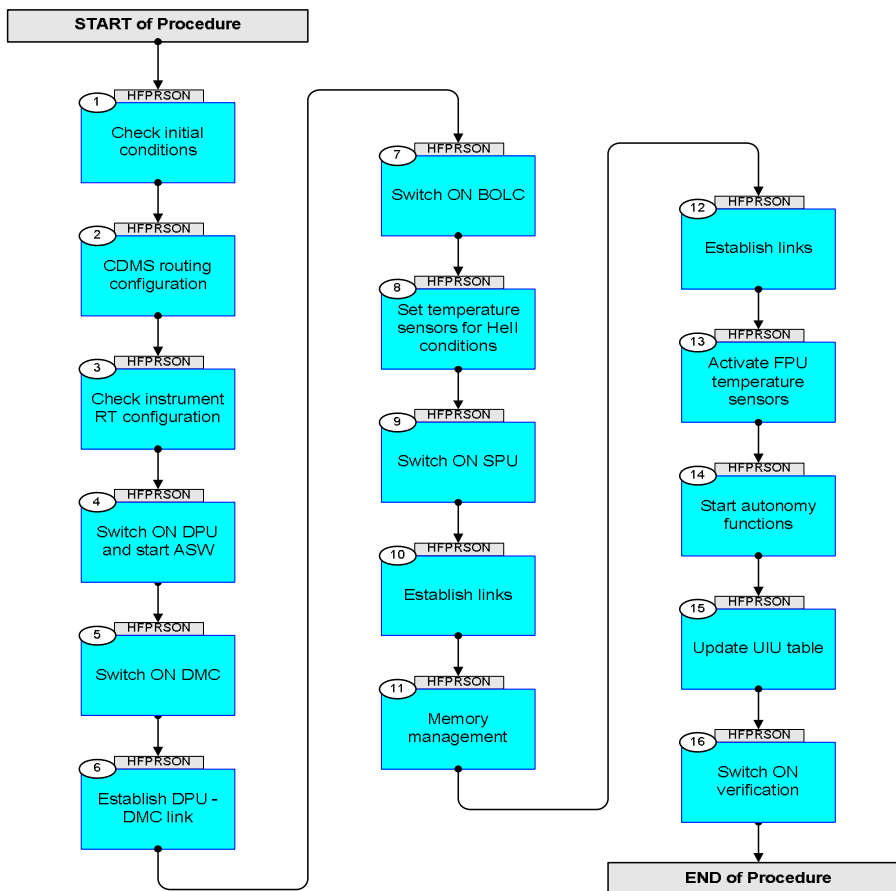 START of Procedure
HFPRSON
1
Check initial
conditions
HFPRSON
2
CDMS routing
configuration
HFPRSON
3
Check instrument
RT configuration
HFPRSON
4
Switch ON DPU
and start ASW
HFPRSON
5
Switch ON DMC
HFPRSON
6
Establish DPU -
DMC link
HFPRSON
7
Switch ON BOLC
HFPRSON
8
Set temperature
sensors for HeII
conditions
HFPRSON
9
Switch ON SPU
HFPRSON
10
Establish links
HFPRSON
11
Memory
management
HFPRSON
12
Establish links
HFPRSON
13
Activate FPU
temperature
sensors
HFPRSON
14
Start autonomy
functions
HFPRSON
15
Update UIU table
HFPRSON
16
Switch ON
verification
END of Procedure